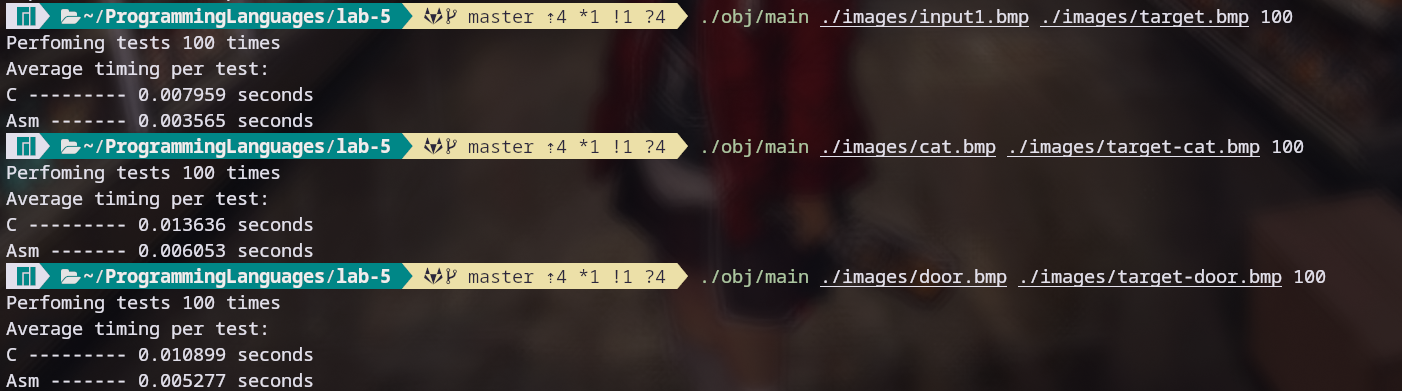 ~/ProgrammingLanguages/lab-5 master ⇡4 *1 !1 ?4 ./obj/main ./images/input1.bmp ./images/target.bmp 100
Perfoming tests 100 times
Average timing per test:
C --------- 0.007959 seconds
Asm ------- 0.003565 seconds
~/ProgrammingLanguages/lab-5 master ⇡4 *1 !1 ?4 ./obj/main ./images/cat.bmp ./images/target-cat.bmp 100
Perfoming tests 100 times
Average timing per test:
C --------- 0.013636 seconds
Asm ------- 0.006053 seconds
~/ProgrammingLanguages/lab-5 master ⇡4 *1 !1 ?4 ./obj/main ./images/door.bmp ./images/target-door.bmp 100
Perfoming tests 100 times
Average timing per test:
C --------- 0.010899 seconds
Asm ------- 0.005277 seconds